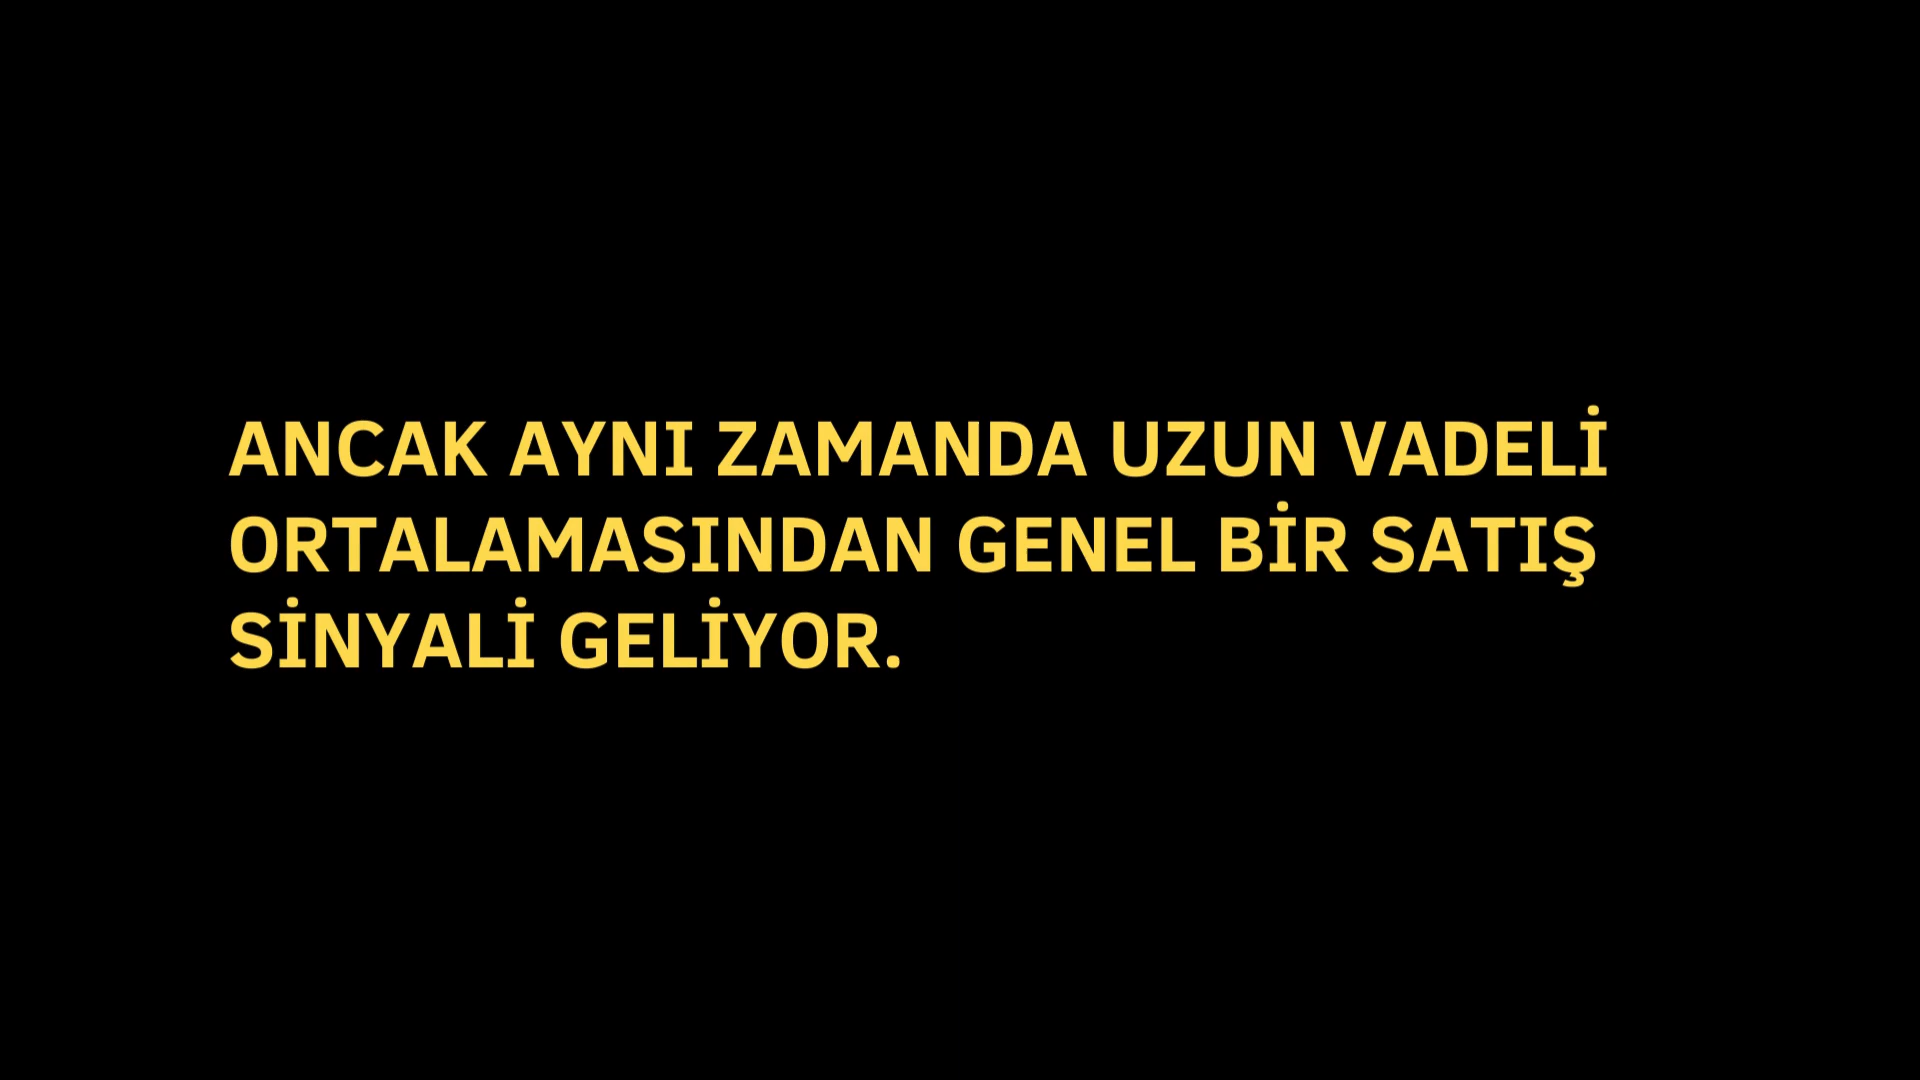 ANCAK AYNI ZAMANDA UZUN VADELİ
ORTALAMASINDAN GENEL BİR SATIŞ
SİNYALİ GELİYOR.